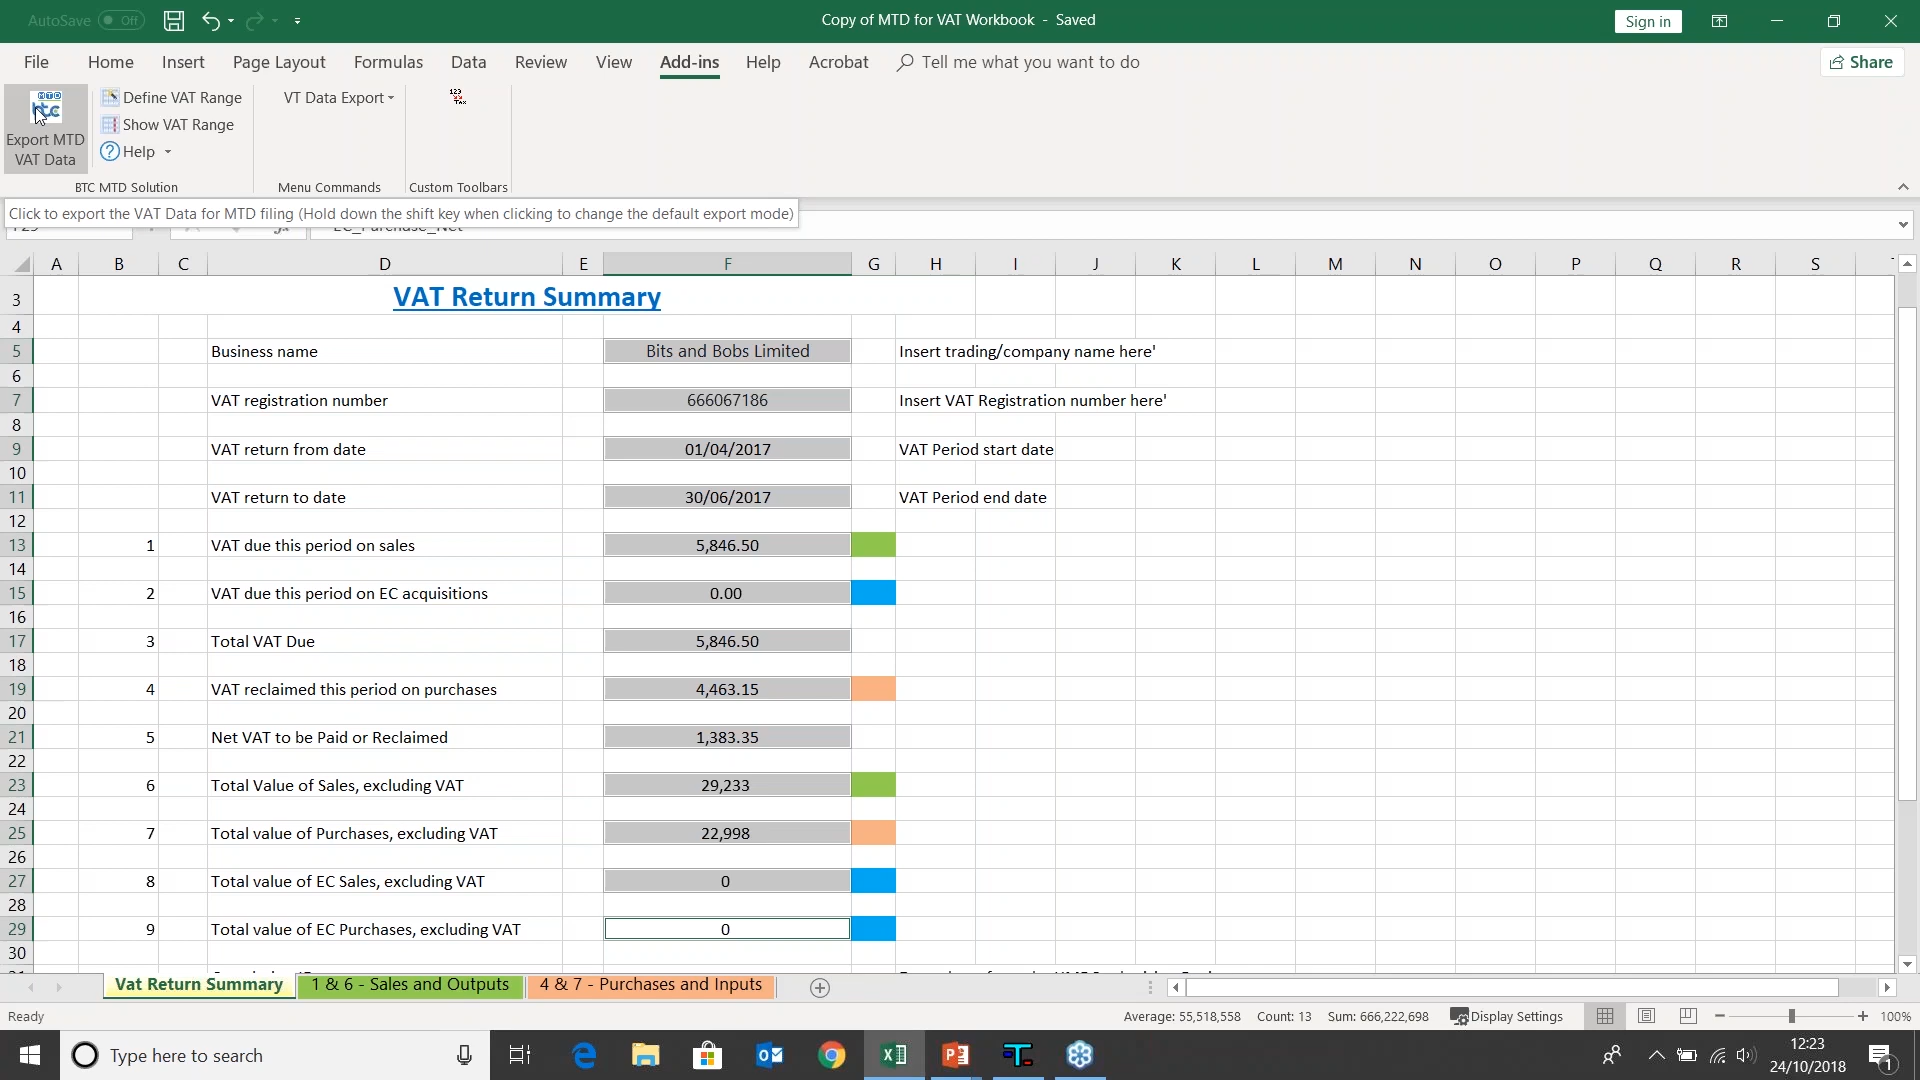 AutoSave Off
Copy of MTD for VAT Workbook - Saved
Sign in
File Home Insert Page Layout Formulas Data Review View Add-ins Help Acrobat Tell me what you want to do Share
MTD
btc
Export MTD
VAT Data
Define VAT Range
Show VAT Range
Help
VT Data Export
123
Tax
BTC MTD Solution Menu Commands Custom Toolbars
Click to export the VAT Data for MTD filing (Hold down the shift key when clicking to change the default export mode)
A B C D E F G H I J K L M N O P Q R S
3 VAT Return Summary
4
5 Business name Bits and Bobs Limited Insert trading/company name here'
6
7 VAT registration number 666067186 Insert VAT Registration number here'
8
9 VAT return from date 01/04/2017 VAT Period start date
10
11 VAT return to date 30/06/2017 VAT Period end date
12
13 1 VAT due this period on sales 5,846.50
14
15 2 VAT due this period on EC acquisitions 0.00
16
17 3 Total VAT Due 5,846.50
18
19 4 VAT reclaimed this period on purchases 4,463.15
20
21 5 Net VAT to be Paid or Reclaimed 1,383.35
22
23 6 Total Value of Sales, excluding VAT 29,233
24
25 7 Total value of Purchases, excluding VAT 22,998
26
27 8 Total value of EC Sales, excluding VAT 0
28
29 9 Total value of EC Purchases, excluding VAT 0
30
Vat Return Summary 1 & 6 - Sales and Outputs 4 & 7 - Purchases and Inputs
Ready Average: 55,518,558 Count: 13 Sum: 666,222,698 Display Settings 100%
Type here to search
12:23
24/10/2018
1